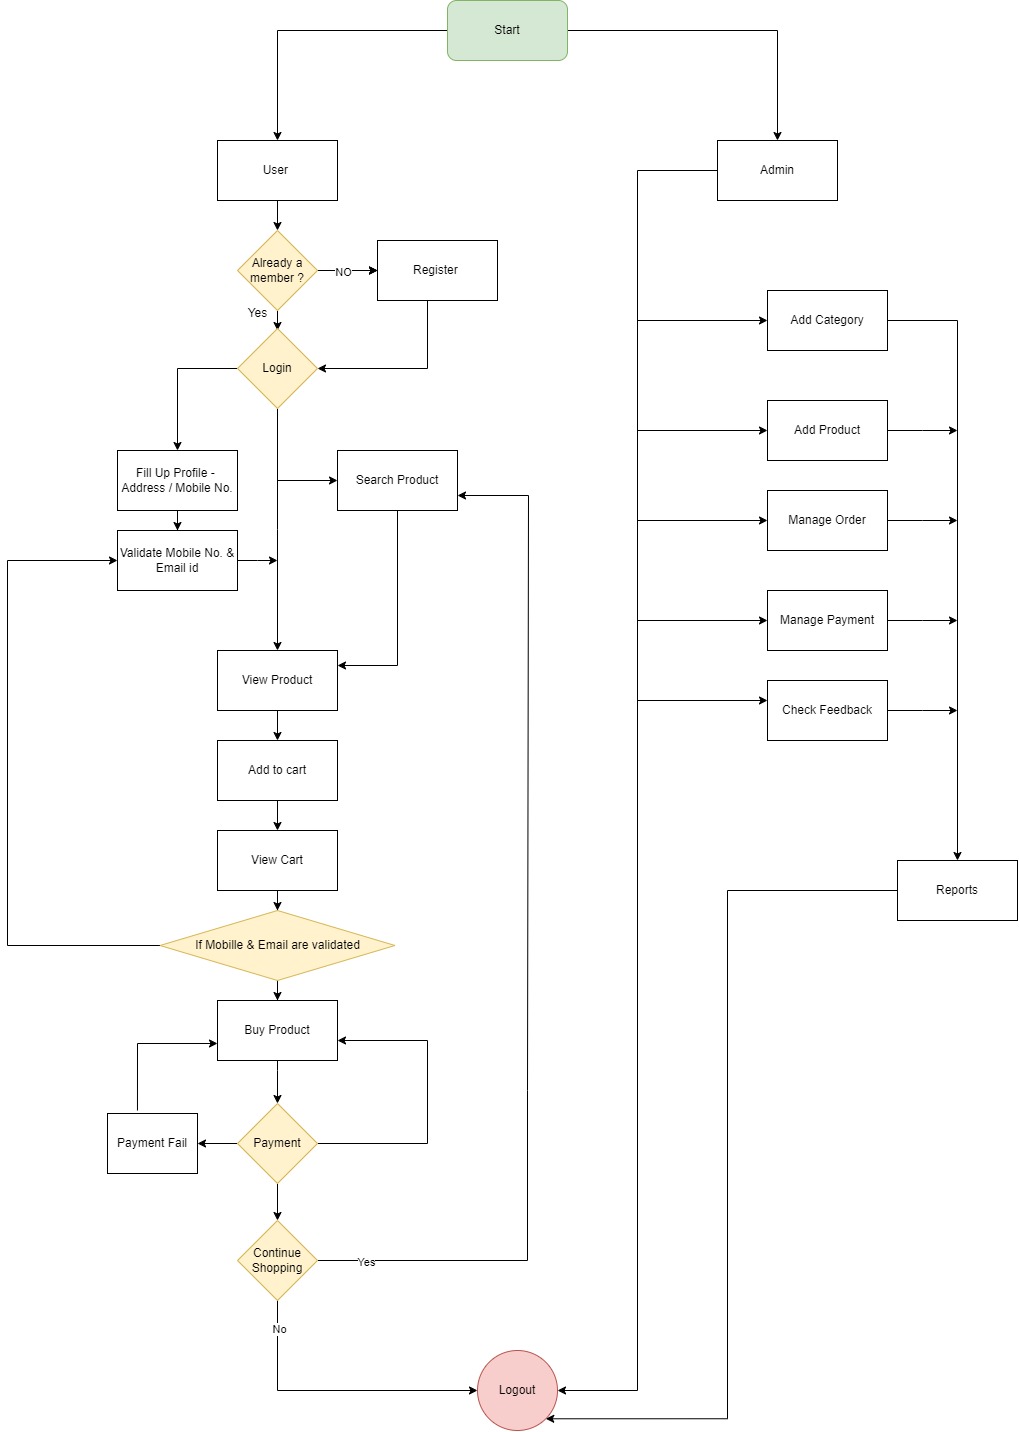 Start
User
Admin
Already a
member ?
NO
Register
Yes
Login
Add Category
Add Product
Fill Up Profile -
Address / Mobile No.
Search Product
Validate Mobile No. &
Email id
Manage Order
Manage Payment
View Product
Check Feedback
Add to cart
View Cart
Reports
If Mobille & Email are validated
Buy Product
Payment Fail
Payment
Continue
Shopping
Yes
No
Logout